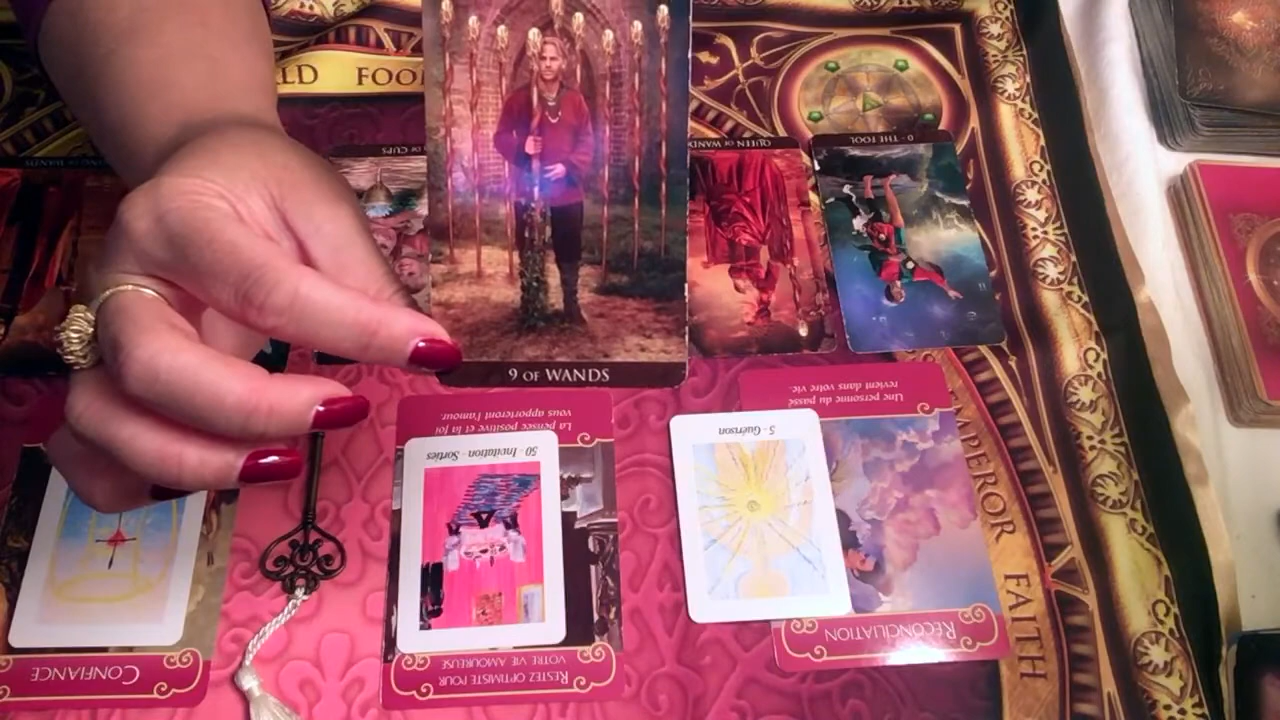 LD FOOL
9 OF WANDS
OF CUPS
QUEEN OF WANDS
0 - THE FOOL
La pensée positive et la foi
vous apporteront l'amour.
50 - Invitation - Sorties
RESTEZ OPTIMISTE POUR
VOTRE VIE AMOUREUSE
Une personne du passé
revient dans votre vie.
5 - Guérison
RÉCONCILIATION
CONFIANCE
EMPEROR FAITH